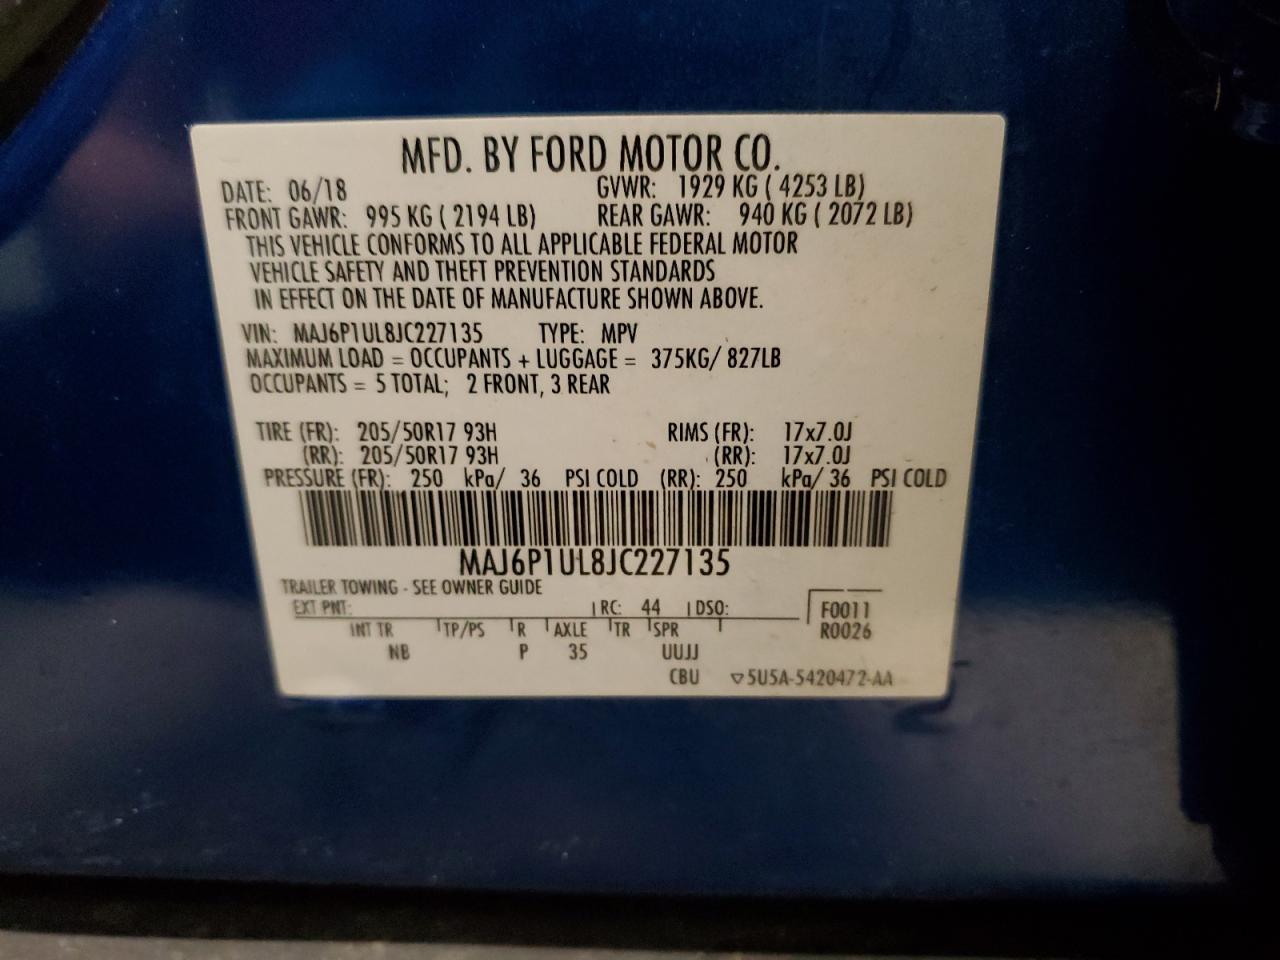 MFD. BY FORD MOTOR CO.
DATE: 06/18 GVWR: 1929 KG ( 4253 LB)
FRONT GAWR: 995 KG ( 2194 LB) REAR GAWR: 940 KG ( 2072 LB)
THIS VEHICLE CONFORMS TO ALL APPLICABLE FEDERAL MOTOR
VEHICLE SAFETY AND THEFT PREVENTION STANDARDS
IN EFFECT ON THE DATE OF MANUFACTURE SHOWN ABOVE.
VIN: MAJ6P1UL8JC227135 TYPE: MPV
MAXIMUM LOAD = OCCUPANTS + LUGGAGE = 375KG/ 827LB
OCCUPANTS = 5 TOTAL; 2 FRONT, 3 REAR
TIRE (FR): 205/50R17 93H RIMS (FR): 17x7.0J
(RR): 205/50R17 93H (RR): 17x7.0J
PRESSURE (FR): 250 kPa/ 36 PSI COLD (RR): 250 kPa/ 36 PSI COLD
MAJ6P1UL8JC227135
TRAILER TOWING - SEE OWNER GUIDE
EXT PNT: RC: 44 DSO: F0011
INT TR TP/PS R AXLE TR SPR R0026
NB P 35 UUJJ
CBU ▽5U5A-5420472-AA